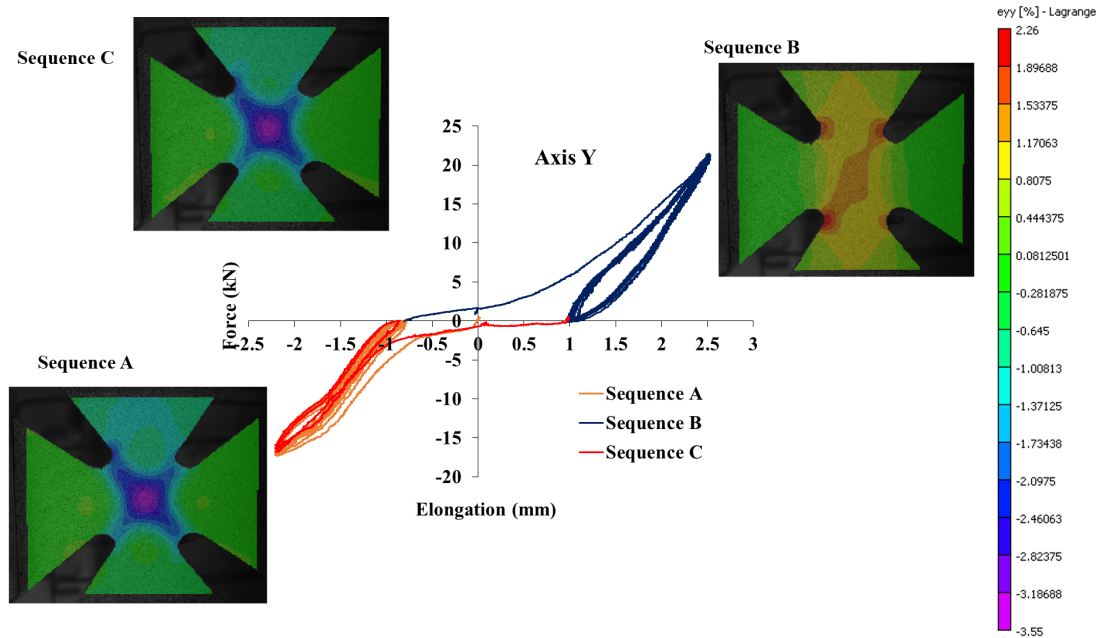 eyy [%] - Lagrange
Sequence C
Sequence B
2.26
1.89688
1.53375
1.17063
0.8075
0.444375
0.0812501
-0.281875
-0.645
-1.00813
-1.37125
-1.73438
-2.0975
-2.46063
-2.82375
-3.18688
-3.55
Axis Y
25
20
15
10
5
0
-5
-10
-15
-20
Force (kN)
-2.5 -2 -1.5 -1 -0.5 0 0.5 1 1.5 2 2.5 3
Sequence A
Sequence A
Sequence B
Sequence C
Elongation (mm)